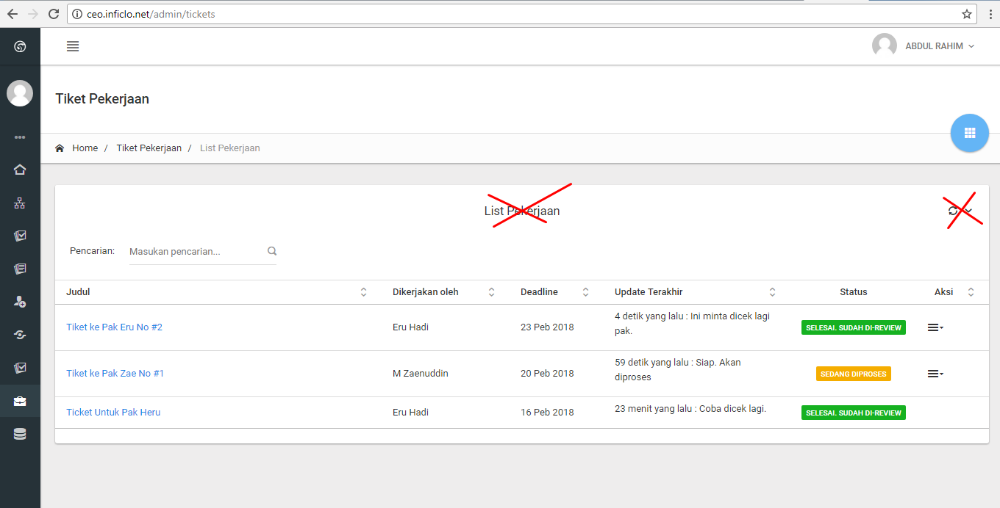 ceo.inficlo.net/admin/tickets
ABDUL RAHIM
Tiket Pekerjaan
Home / Tiket Pekerjaan / List Pekerjaan
List Pekerjaan
Pencarian: Masukan pencarian...
Judul Dikerjakan oleh Deadline Update Terakhir Status Aksi
Tiket ke Pak Eru No #2 Eru Hadi 23 Peb 2018 4 detik yang lalu : Ini minta dicek lagi
pak. SELESAI. SUDAH DI-REVIEW
Tiket ke Pak Zae No #1 M Zaenuddin 20 Peb 2018 59 detik yang lalu : Siap. Akan
diproses SEDANG DIPROSES
Ticket Untuk Pak Heru Eru Hadi 16 Peb 2018 23 menit yang lalu : Coba dicek lagi. SELESAI. SUDAH DI-REVIEW